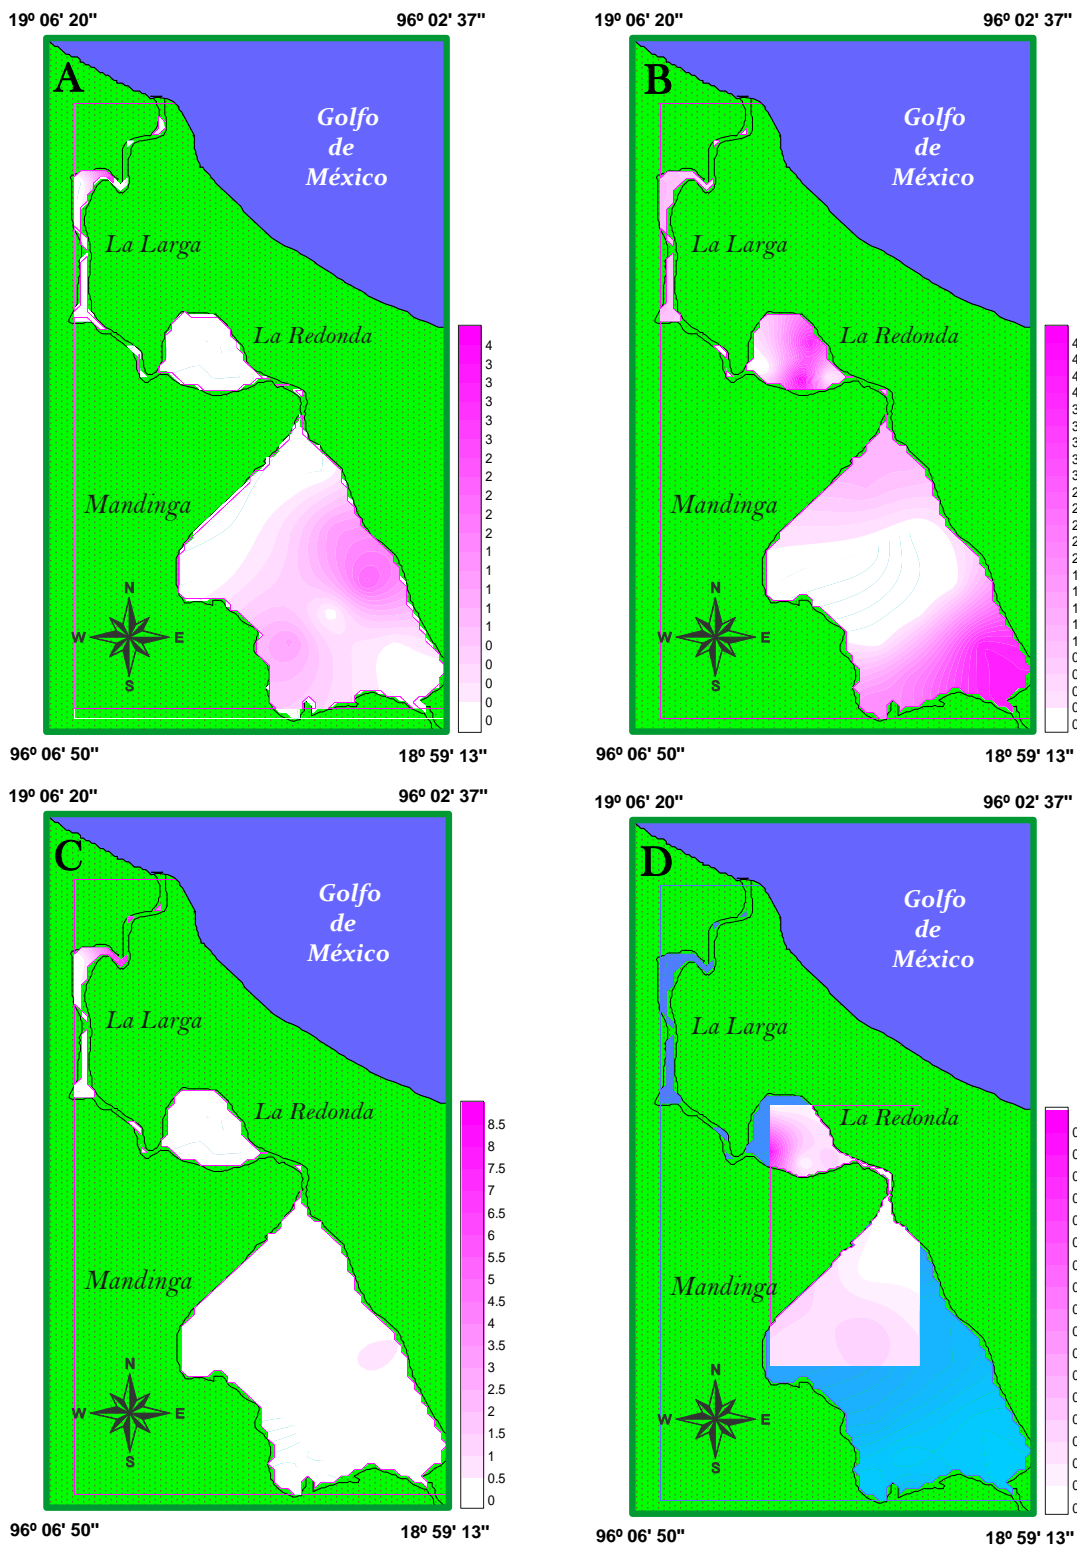 19º 06' 20" 96º 02' 37"
A
Golfo
de
México
La Larga
La Redonda
Mandinga
N
W E
S
4
3
3
3
3
3
2
2
2
2
1
1
1
1
1
0
0
0
0
0
96º 06' 50" 18º 59' 13"
19º 06' 20" 96º 02' 37"
B
Golfo
de
México
La Larga
La Redonda
Mandinga
N
W E
S
96º 06' 50" 18º 59' 13"
19º 06' 20" 96º 02' 37"
C
Golfo
de
México
La Larga
La Redonda
Mandinga
N
W E
S
8.5
8
7.5
7
6.5
6
5.5
5
4.5
4
3.5
3
2.5
2
1.5
1
0.5
0
96º 06' 50" 18º 59' 13"
19º 06' 20" 96º 02' 37"
D
Golfo
de
México
La Larga
La Redonda
Mandinga
N
W E
S
96º 06' 50" 18º 59' 13"